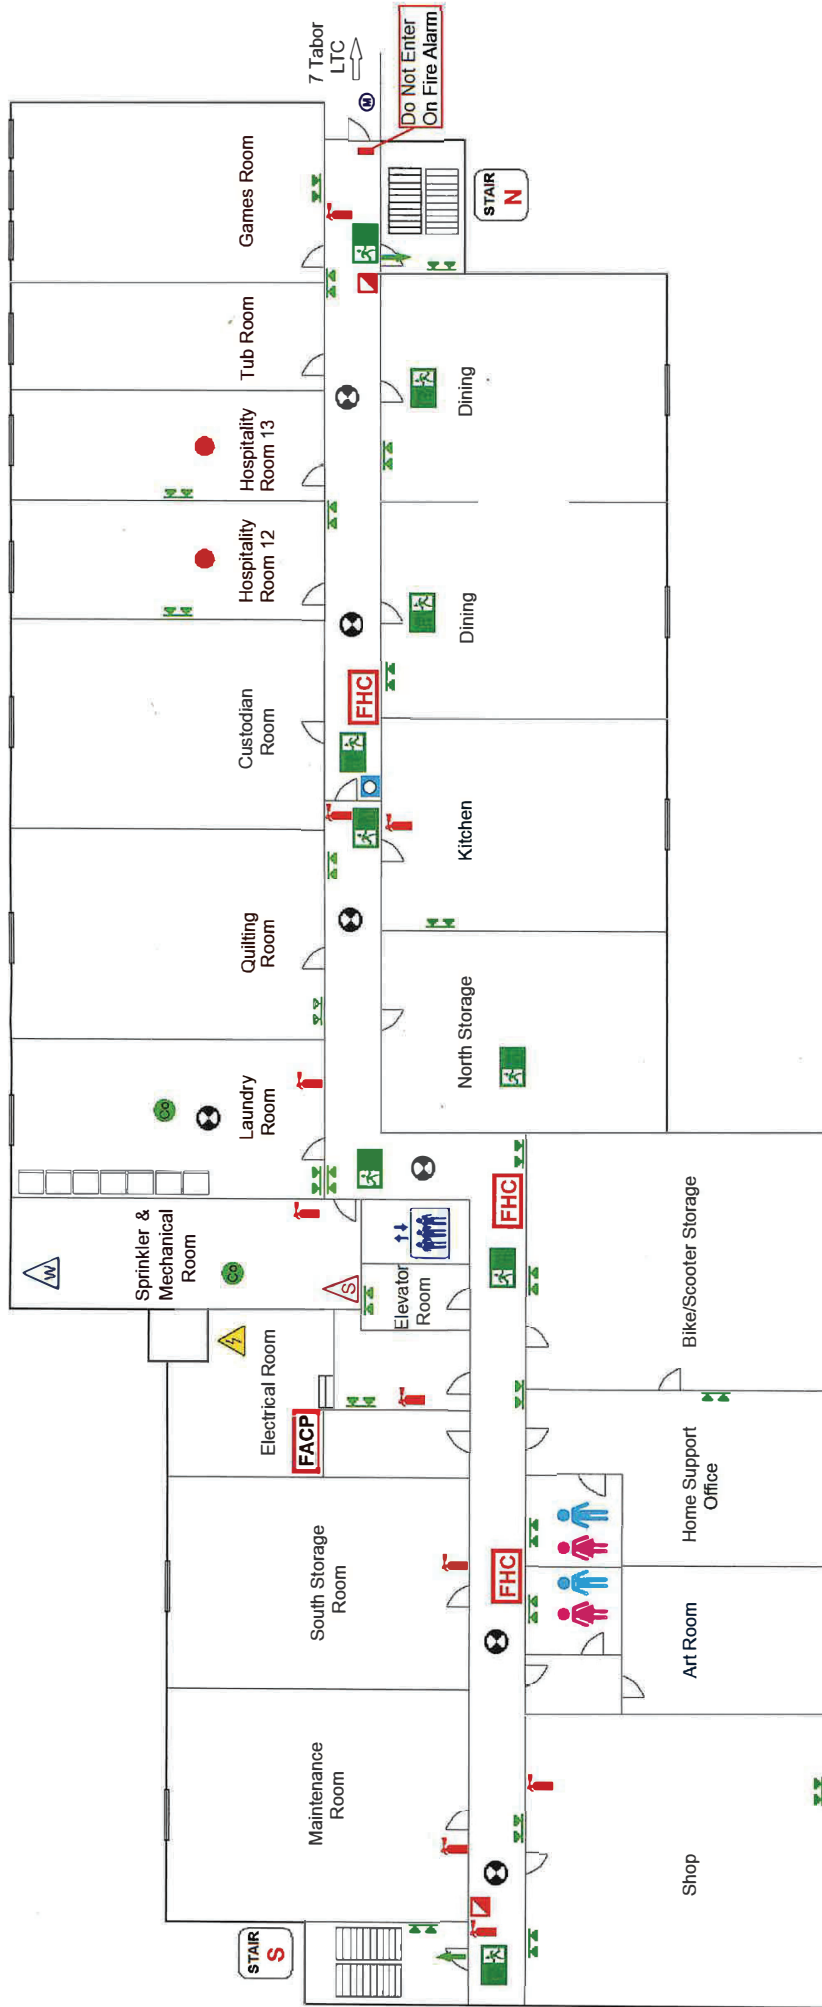 7 Tabor
LTC
M
Do Not Enter
On Fire Alarm
Games Room
STAIR
N
Tub Room
Hospitality
Room 13
Dining
Hospitality
Room 12
Dining
Custodian
Room
FHC
Kitchen
Quilting
Room
North Storage
Co
Laundry
Room
W
Sprinkler &
Mechanical
Room
Co
S
Elevator
Room
FHC
Bike/Scooter Storage
Electrical Room
FACP
Home Support
Office
South Storage
Room
FHC
Art Room
Maintenance
Room
Shop
STAIR
S